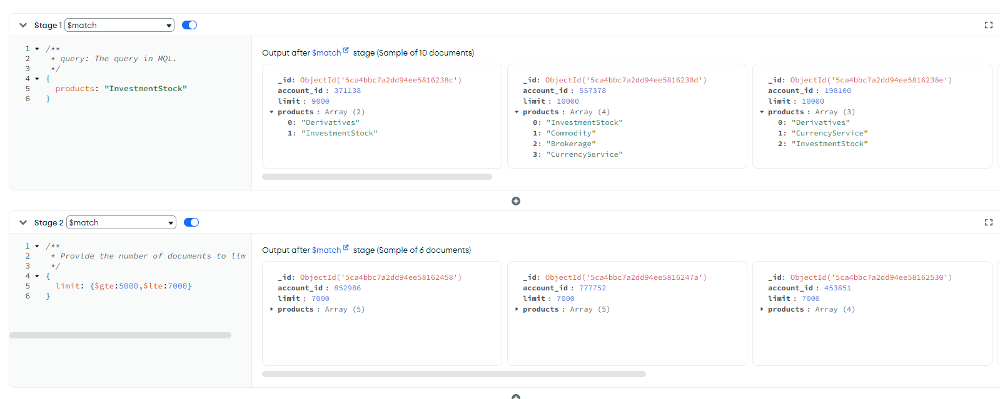 Stage 1 $match
1 /**
2 * query: The query in MQL.
3 */
4 {
5 products: "InvestmentStock"
6 }
Output after $match stage (Sample of 10 documents)
_id: ObjectId('5ca4bbc7a2dd94ee5816238c')
account_id : 371138
limit : 9000
products : Array (2)
0: "Derivatives"
1: "InvestmentStock"
_id: ObjectId('5ca4bbc7a2dd94ee5816238d')
account_id : 557378
limit : 10000
products : Array (4)
0: "InvestmentStock"
1: "Commodity"
2: "Brokerage"
3: "CurrencyService"
_id: ObjectId('5ca4bbc7a2dd94ee5816238e')
account_id : 198100
limit : 10000
products : Array (3)
0: "Derivatives"
1: "CurrencyService"
2: "InvestmentStock"
Stage 2 $match
1 /**
2 * Provide the number of documents to lim
3 */
4 {
5 limit: {$gte:5000,$lte:7000}
6 }
Output after $match stage (Sample of 6 documents)
_id: ObjectId('5ca4bbc7a2dd94ee58162458')
account_id : 852986
limit : 7000
products : Array (5)
_id: ObjectId('5ca4bbc7a2dd94ee5816247a')
account_id : 777752
limit : 7000
products : Array (5)
_id: ObjectId('5ca4bbc7a2dd94ee58162530')
account_id : 453851
limit : 7000
products : Array (4)